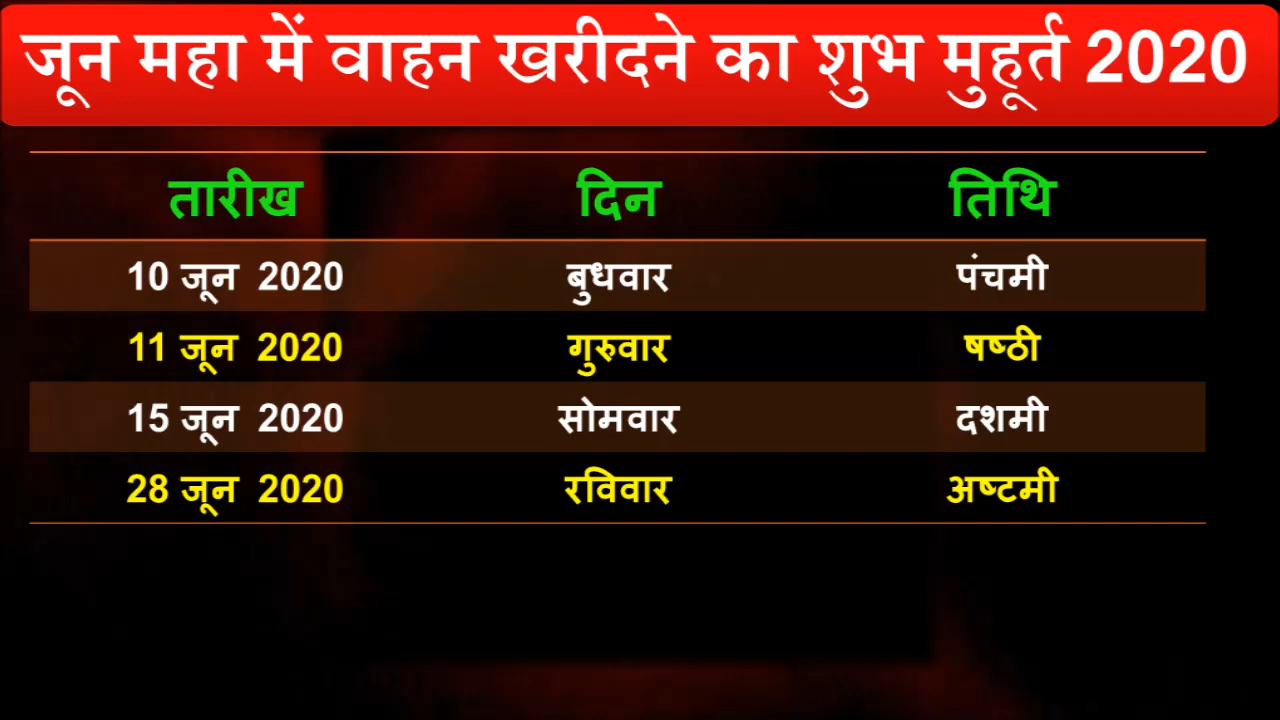 जून महा में वाहन खरीदने का शुभ मुहूर्त 2020
तारीख दिन तिथि
10 जून 2020 बुधवार पंचमी
11 जून 2020 गुरुवार षष्ठी
15 जून 2020 सोमवार दशमी
28 जून 2020 रविवार अष्टमी